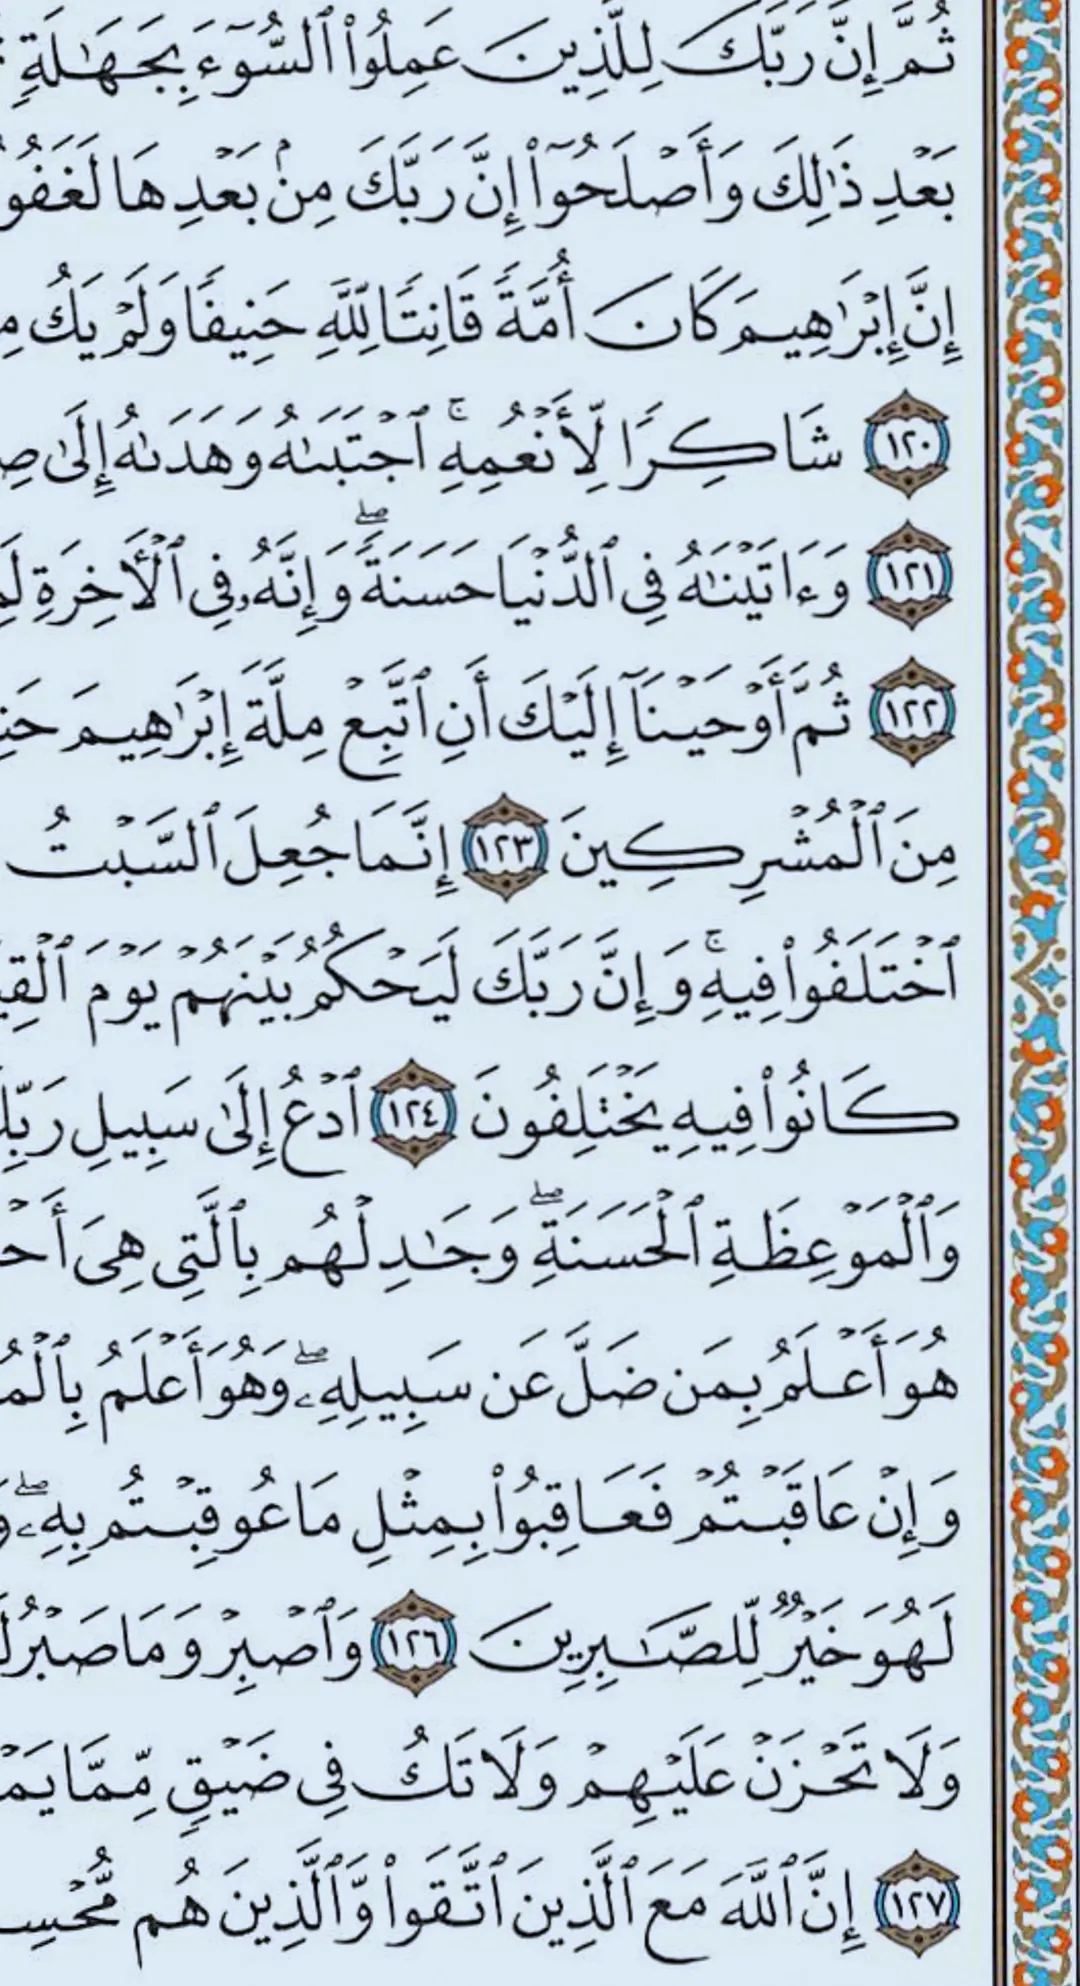 ثُمَّ إِنَّ رَبَّكَ لِلَّذِينَ عَمِلُوا۟ ٱلسُّوٓءَ بِجَهَـٰلَةٍ
بَعْدِ ذَٰلِكَ وَأَصْلَحُوٓا۟ إِنَّ رَبَّكَ مِنۢ بَعْدِهَا لَغَفُو
إِنَّ إِبْرَٰهِيمَ كَانَ أُمَّةً قَانِتًا لِّلَّهِ حَنِيفًا وَلَمْ يَكُ
١٢٠ شَاكِرًا لِّأَنْعُمِهِ ۚ ٱجْتَبَىٰهُ وَهَدَىٰهُ إِلَىٰ
١٢١ وَءَاتَيْنَـٰهُ فِى ٱلدُّنْيَا حَسَنَةً ۖ وَإِنَّهُۥ فِى ٱلْـَٔاخِرَةِ
١٢٢ ثُمَّ أَوْحَيْنَآ إِلَيْكَ أَنِ ٱتَّبِعْ مِلَّةَ إِبْرَٰهِيمَ حَنِ
مِنَ ٱلْمُشْرِكِينَ ١٢٣ إِنَّمَا جُعِلَ ٱلسَّبْتُ
ٱخْتَلَفُوا۟ فِيهِ ۚ وَإِنَّ رَبَّكَ لَيَحْكُمُ بَيْنَهُمْ يَوْمَ ٱلْقِيَ
كَانُوا۟ فِيهِ يَخْتَلِفُونَ ١٢٤ ٱدْعُ إِلَىٰ سَبِيلِ رَبِّكَ
وَٱلْمَوْعِظَةِ ٱلْحَسَنَةِ ۖ وَجَـٰدِلْهُم بِٱلَّتِى هِىَ أَحْ
هُوَ أَعْلَمُ بِمَن ضَلَّ عَن سَبِيلِهِۦ ۖ وَهُوَ أَعْلَمُ بِٱلْمُ
وَإِنْ عَاقَبْتُمْ فَعَاقِبُوا۟ بِمِثْلِ مَا عُوقِبْتُم بِهِۦ ۖ وَ
لَهُوَ خَيْرٌ لِّلصَّـٰبِرِينَ ١٢٦ وَٱصْبِرْ وَمَا صَبْرُ
وَلَا تَحْزَنْ عَلَيْهِمْ وَلَا تَكُ فِى ضَيْقٍ مِّمَّا يَمْ
١٢٧ إِنَّ ٱللَّهَ مَعَ ٱلَّذِينَ ٱتَّقَوا۟ وَّٱلَّذِينَ هُم مُّحْسِ